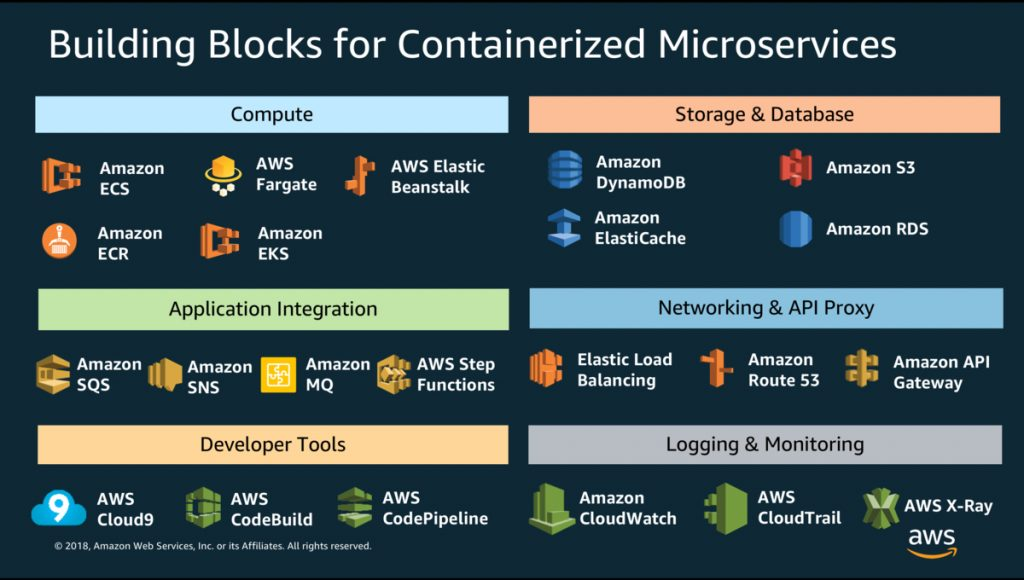 Building Blocks for Containerized Microservices
Compute
Amazon
ECS
AWS
Fargate
AWS Elastic
Beanstalk
Amazon
ECR
Amazon
EKS
Storage & Database
Amazon
DynamoDB
Amazon S3
Amazon
ElastiCache
Amazon RDS
Application Integration
Amazon
SQS
Amazon
SNS
Amazon
MQ
AWS Step
Functions
Networking & API Proxy
Elastic Load
Balancing
Amazon
Route 53
Amazon API
Gateway
Developer Tools
9
AWS
Cloud9
AWS
CodeBuild
AWS
CodePipeline
Logging & Monitoring
Amazon
CloudWatch
AWS
CloudTrail
AWS X-Ray
© 2018, Amazon Web Services, Inc. or its Affiliates. All rights reserved.
aws